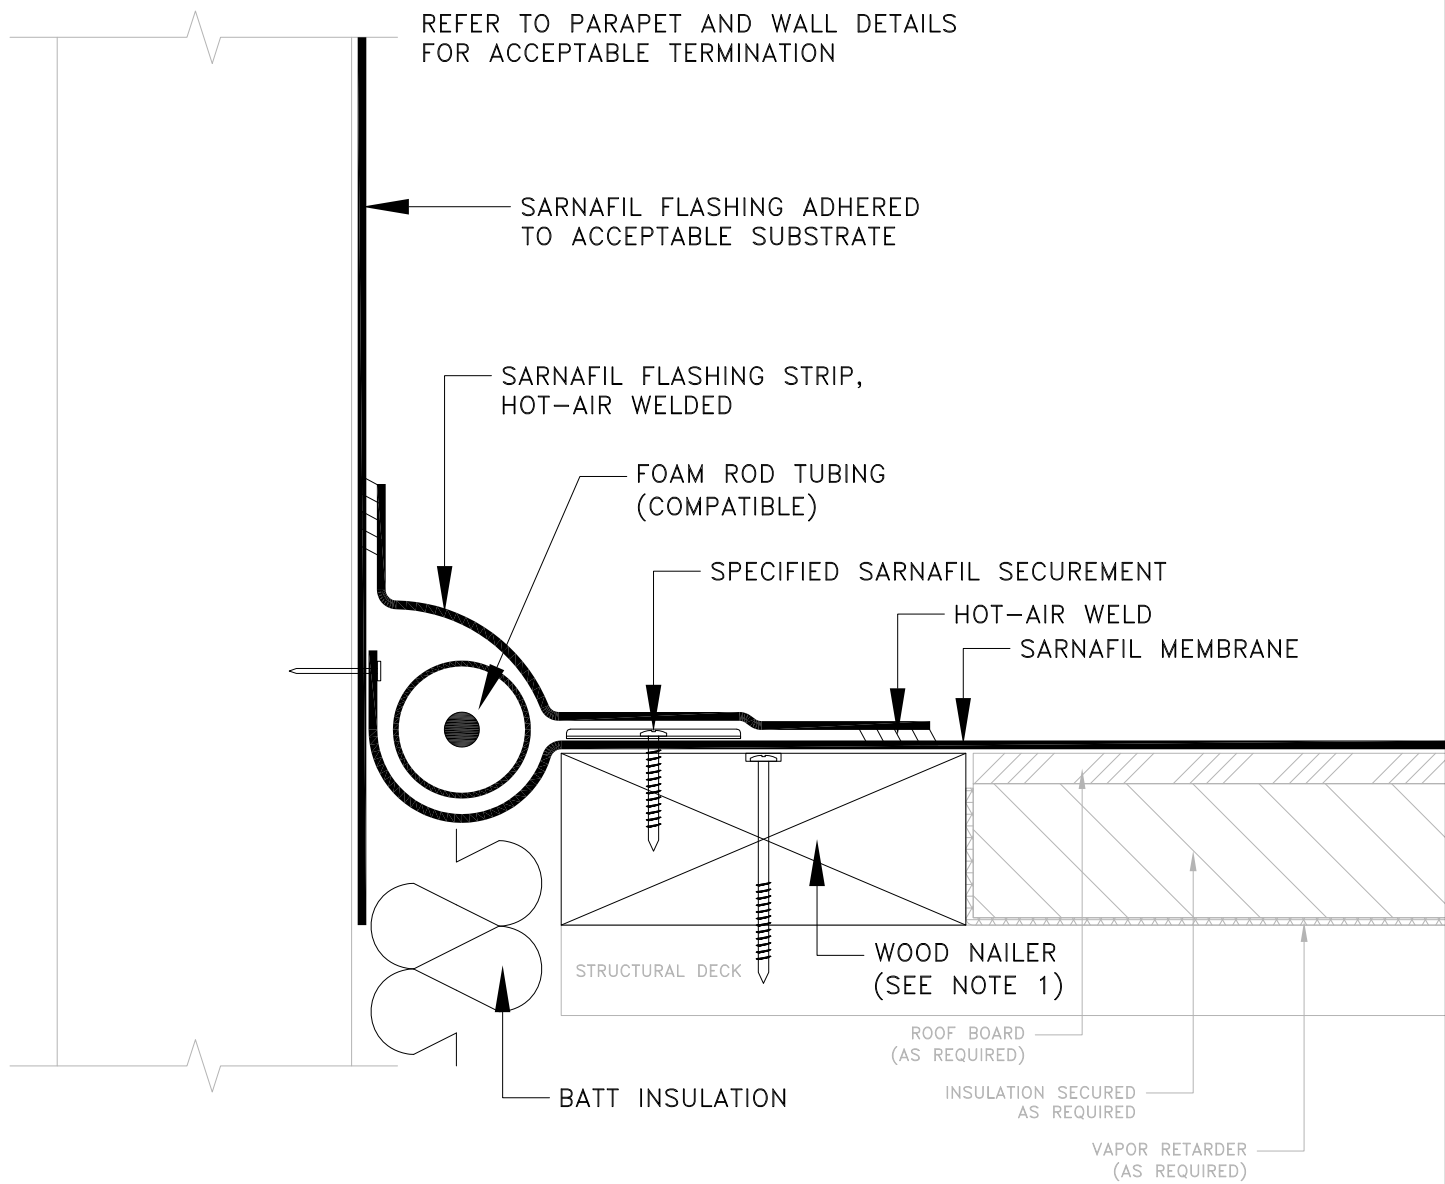 REFER TO PARAPET AND WALL DETAILS
FOR ACCEPTABLE TERMINATION
SARNAFIL FLASHING ADHERED
TO ACCEPTABLE SUBSTRATE
SARNAFIL FLASHING STRIP,
HOT-AIR WELDED
FOAM ROD TUBING
(COMPATIBLE)
SPECIFIED SARNAFIL SECUREMENT
HOT-AIR WELD
SARNAFIL MEMBRANE
WOOD NAILER
(SEE NOTE 1)
STRUCTURAL DECK
ROOF BOARD
(AS REQUIRED)
INSULATION SECURED
AS REQUIRED
BATT INSULATION
VAPOR RETARDER
(AS REQUIRED)